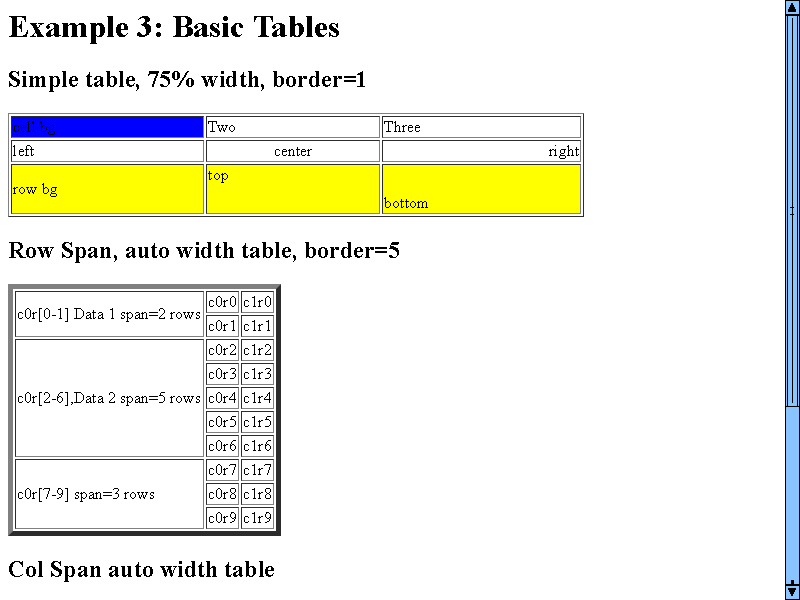 Example 3: Basic Tables
Simple table, 75% width, border=1
cell bg Two Three
left center right
row bg top bottom
Row Span, auto width table, border=5
c0r[0-1] Data 1 span=2 rows c0r0 c1r0
c0r1 c1r1
c0r[2-6],Data 2 span=5 rows c0r2 c1r2
c0r3 c1r3
c0r4 c1r4
c0r5 c1r5
c0r6 c1r6
c0r[7-9] span=3 rows c0r7 c1r7
c0r8 c1r8
c0r9 c1r9
Col Span auto width table